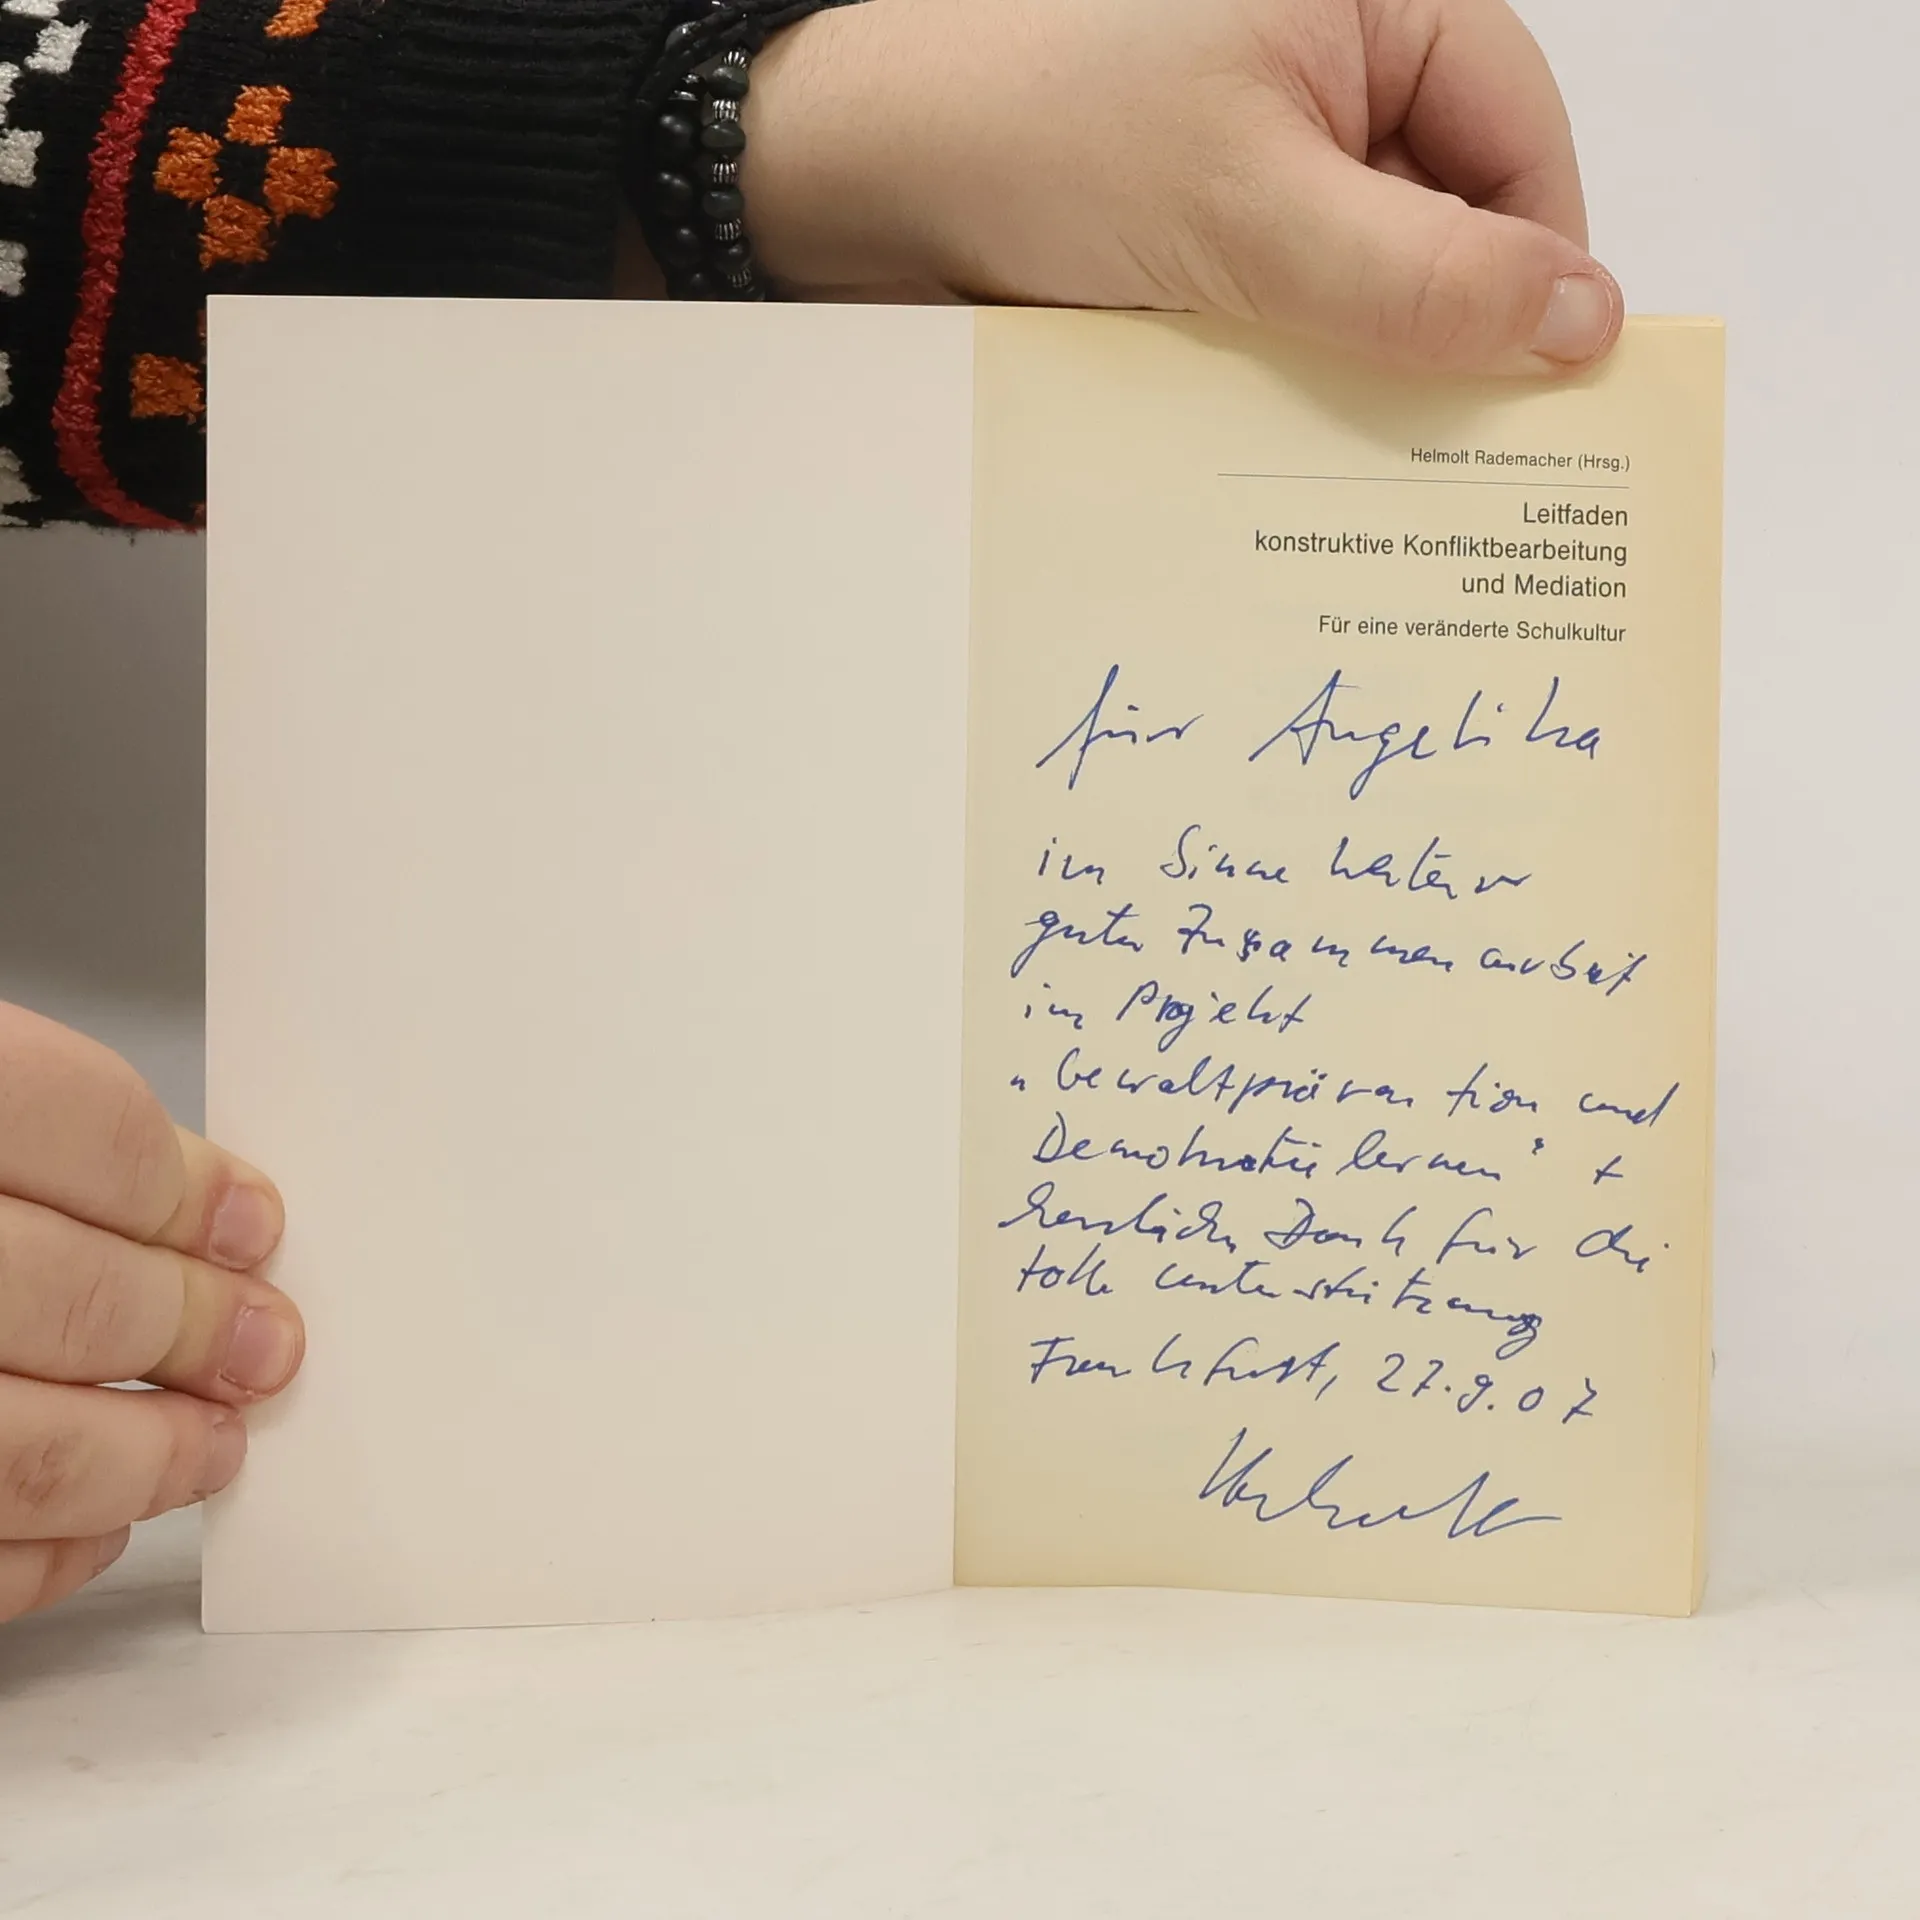 Helmolt Rademacher (Hrsg.)
Leitfaden
konstruktive Konfliktbearbeitung
und Mediation
Für eine veränderte Schulkultur
für Angelika
im Sinne weiterer
guter Zusammenarbeit
im Projekt
„Gewaltprävention und
Demokratielernen“ +
herzlichen Dank für die
tolle Unterstützung
Frankfurt, 27.9.07
Helmolt